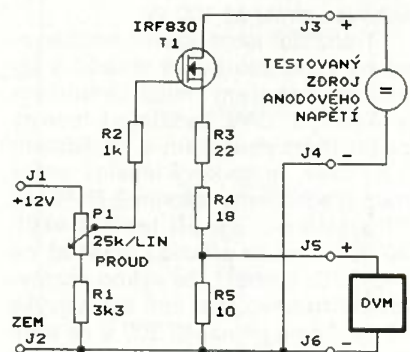 IRF830
T1
J3
+
TESTOVANÝ
ZDROJ
ANODOVÉHO
NAPĚTÍ
=
R2
1k
R3
22
J4
-
J1
+12V
R4
18
P1
25k/LIN
PROUD
J5
+
R1
3k3
R5
10
DVM
ZEM
J2
J6
-